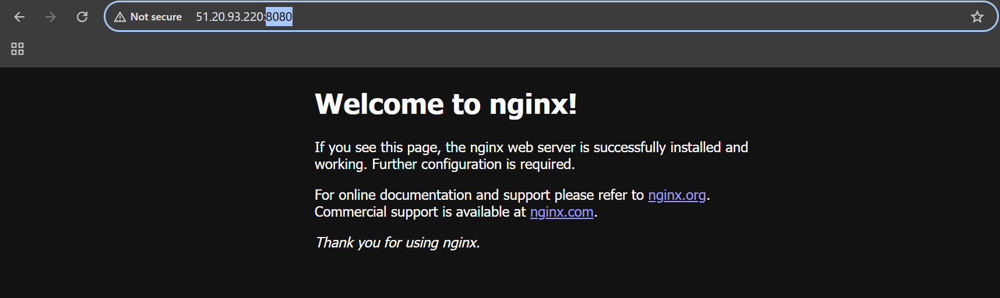 Not secure 51.20.93.220:8080
Welcome to nginx!
If you see this page, the nginx web server is successfully installed and
working. Further configuration is required.
For online documentation and support please refer to nginx.org.
Commercial support is available at nginx.com.
Thank you for using nginx.